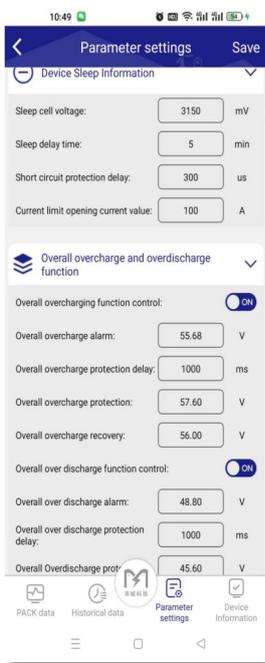 10:49
Parameter settings
Save
Device Sleep Information
Sleep cell voltage: 3150 mV
Sleep delay time: 5 min
Short circuit protection delay: 300 us
Current limit opening current value: 100 A
Overall overcharge and overdischarge
function
Overall overcharging function control: ON
Overall overcharge alarm: 55.68 V
Overall overcharge protection delay: 1000 ms
Overall overcharge protection: 57.60 V
Overall overcharge recovery: 56.00 V
Overall over discharge function control: ON
Overall over discharge alarm: 48.80 V
Overall over discharge protection
delay: 1000 ms
Overall Overdischarge 45.60 V
PACK data
Historical data
Parameter
settings
Device
Information